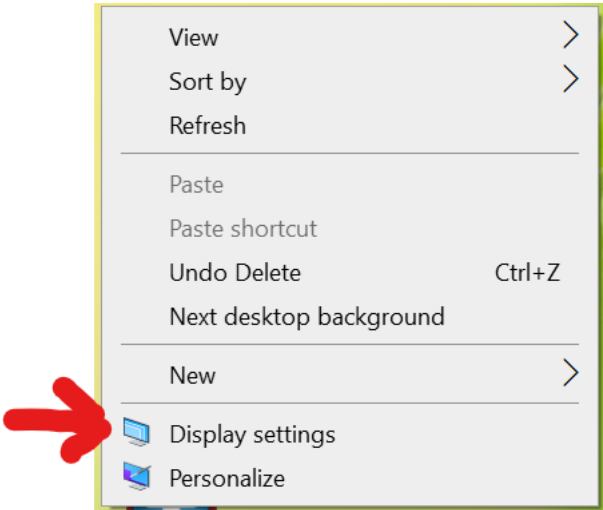 View
Sort by
Refresh
Paste
Paste shortcut
Undo Delete Ctrl+Z
Next desktop background
New
Display settings
Personalize